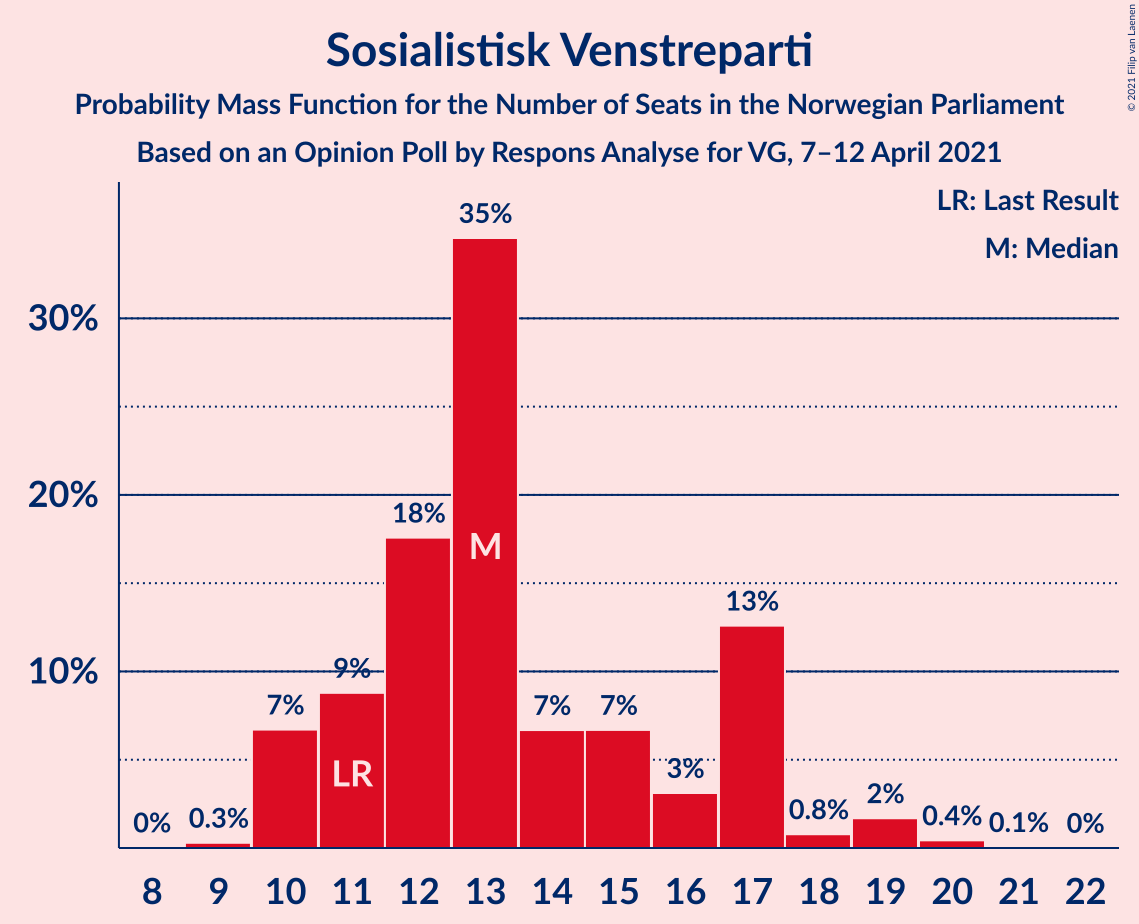 Sosialistisk Venstreparti
Probability Mass Function for the Number of Seats in the Norwegian Parliament
Based on an Opinion Poll by Respons Analyse for VG, 7–12 April 2021
© 2021 Filip van Laenen
LR: Last Result
M: Median
35%
30%
20%
18%
M
13%
10%
9%
7%
7%
7%
LR
3%
2%
0%
0.3%
0.8%
0.4%
0.1%
0%
8 9 10 11 12 13 14 15 16 17 18 19 20 21 22